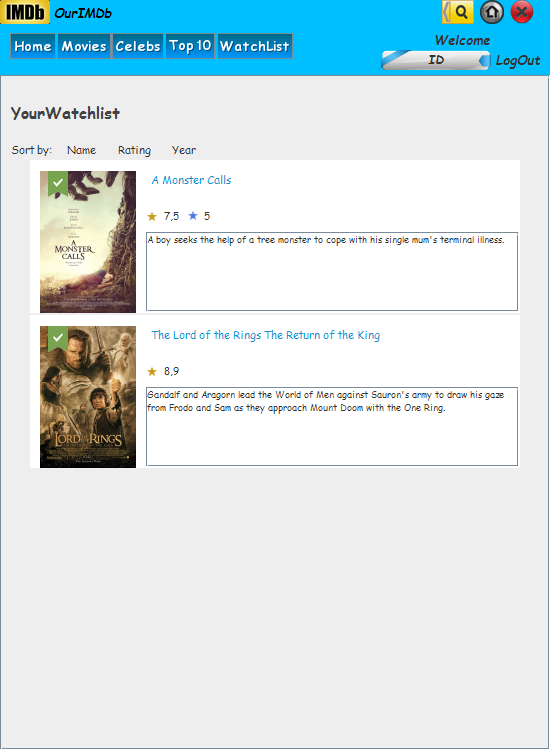 IMDb OurIMDb
Welcome
Home Movies Celebs Top 10 WatchList
ID LogOut
YourWatchlist
Sort by: Name Rating Year
A Monster Calls
7,5 5
A boy seeks the help of a tree monster to cope with his single mum's terminal illness.
A
MONSTER
CALLS
The Lord of the Rings The Return of the King
8,9
Gandalf and Aragorn lead the World of Men against Sauron's army to draw his gaze
from Frodo and Sam as they approach Mount Doom with the One Ring.
LORD OF THE RINGS